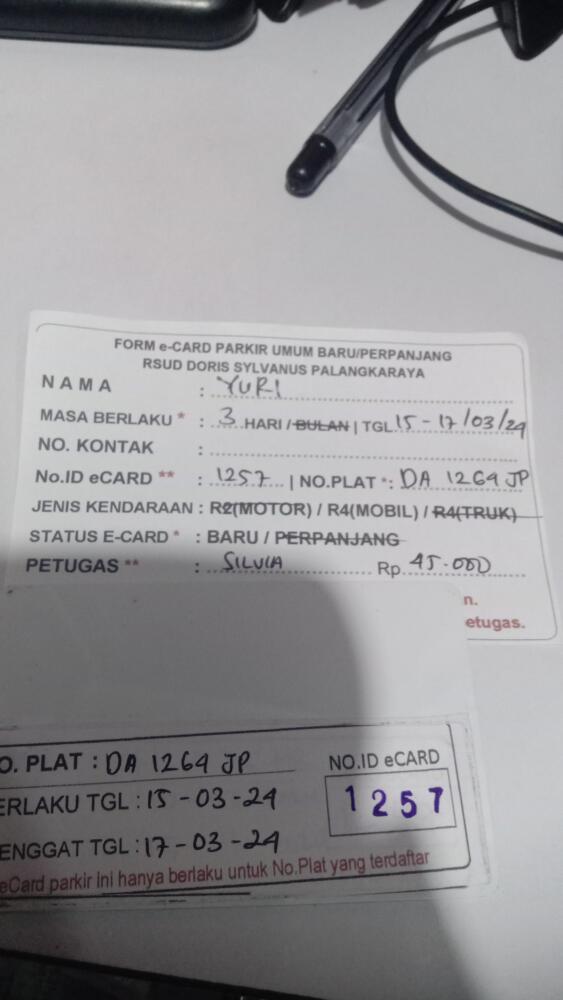 FORM e-CARD PARKIR UMUM BARU/PERPANJANG
RSUD DORIS SYLVANUS PALANGKARAYA
NAMA : YURI
MASA BERLAKU * : 3 HARI / BULAN | TGL 15 - 17/03/24
NO. KONTAK :
No.ID eCARD ** : 1257 | NO.PLAT *: DA 1264 JP
JENIS KENDARAAN : R2(MOTOR) / R4(MOBIL) / R4(TRUK)
STATUS E-CARD * : BARU / PERPANJANG
PETUGAS ** : SILVIA Rp 45.000
n.
etugas.
O. PLAT : DA 1264 JP
NO.ID eCARD
ERLAKU TGL : 15 - 03 - 24
1257
ENGGAT TGL : 17 - 03 - 24
eCard parkir Ini hanya berlaku untuk No.Plat yang terdaftar